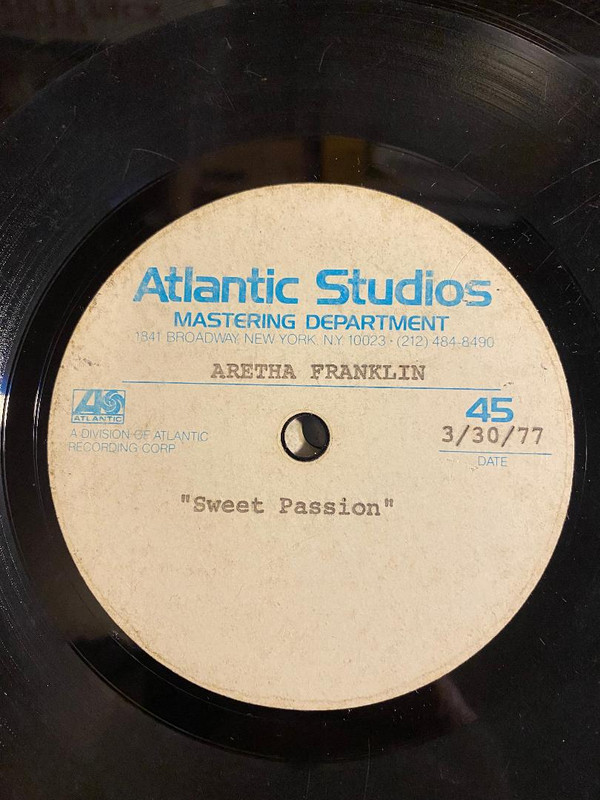 Atlantic Studios
MASTERING DEPARTMENT
1841 BROADWAY, NEW YORK, N.Y. 10023 · (212) 484-8490
ARETHA FRANKLIN
ATLANTIC
A DIVISION OF ATLANTIC
RECORDING CORP.
45
3/30/77
DATE
"Sweet Passion"